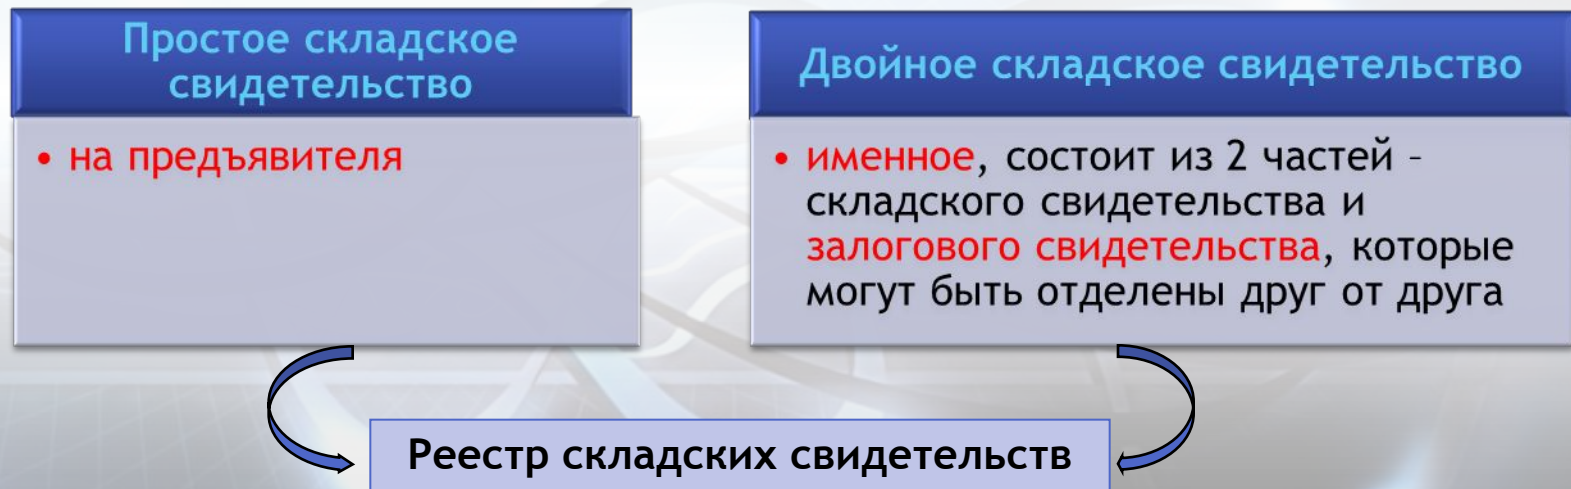 Простое складское
свидетельство
• на предъявителя
Двойное складское свидетельство
• именное, состоит из 2 частей –
складского свидетельства и
залогового свидетельства, которые
могут быть отделены друг от друга
Реестр складских свидетельств